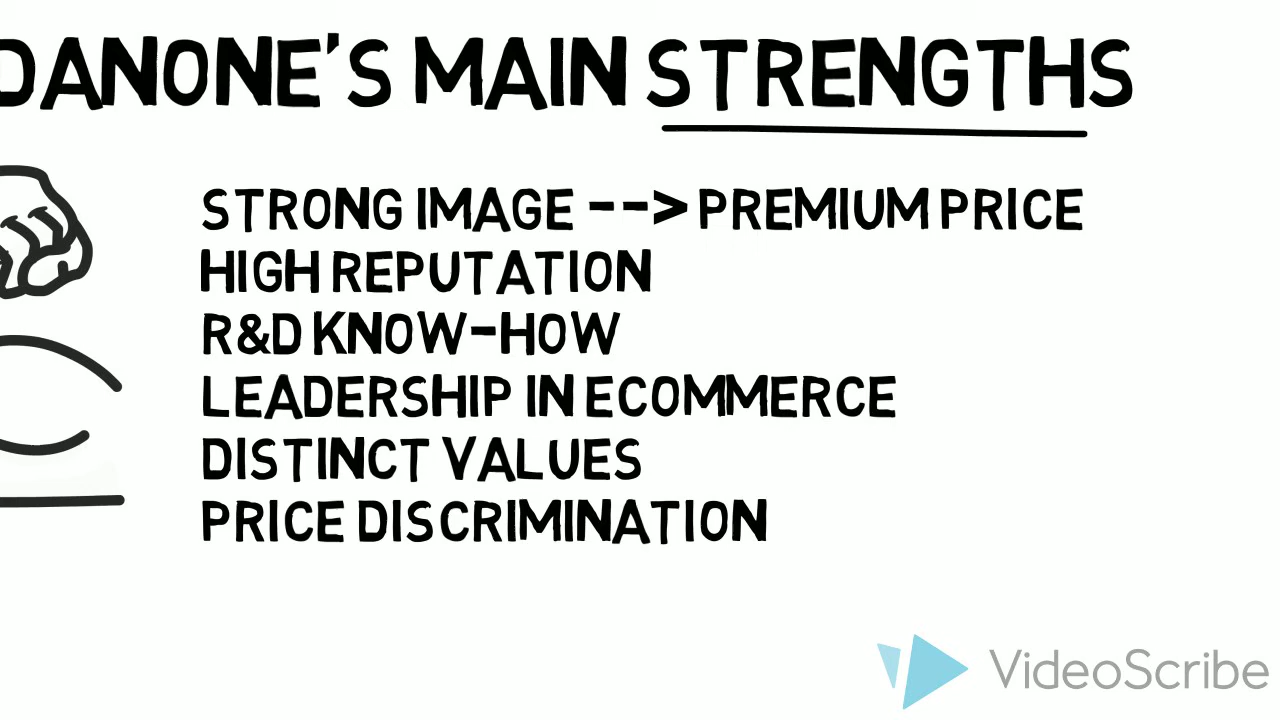 DANONE'S MAIN STRENGTHS
STRONG IMAGE --> PREMIUM PRICE
HIGH REPUTATION
R&D KNOW-HOW
LEADERSHIP IN ECOMMERCE
DISTINCT VALUES
PRICE DISCRIMINATION
VideoScribe